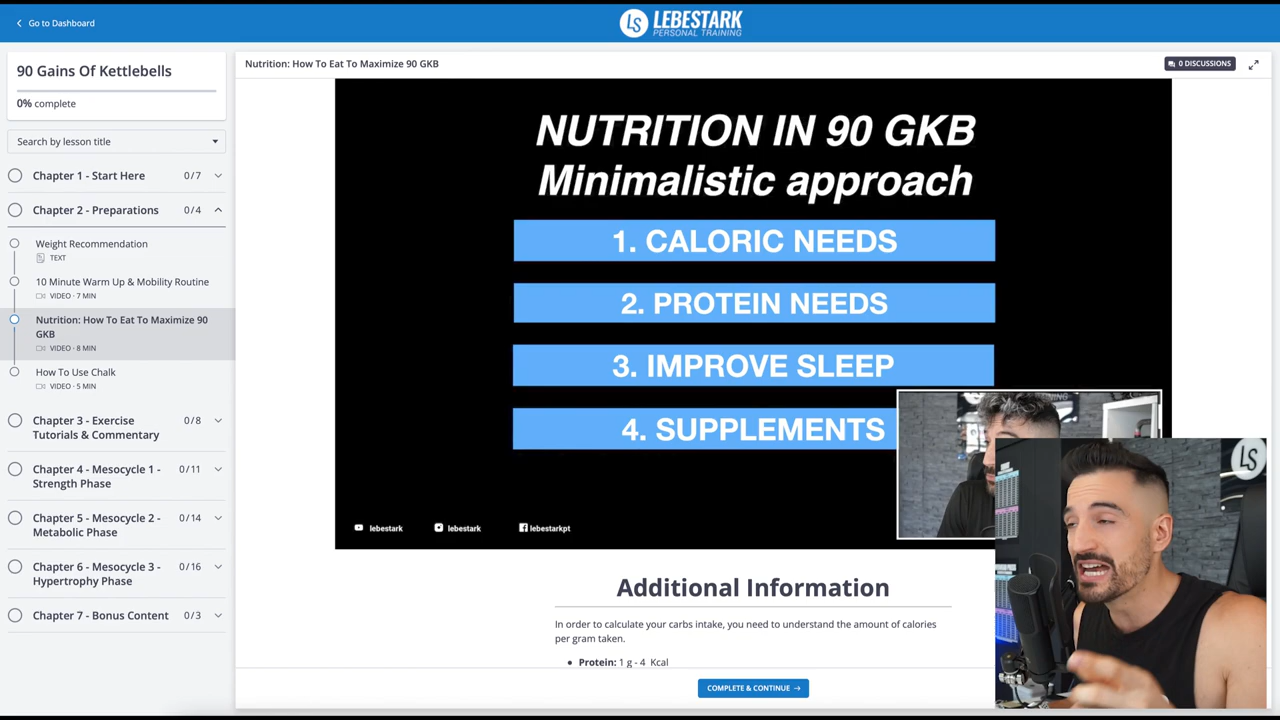 Go to Dashboard
LS LEBESTARK
PERSONAL TRAINING
90 Gains Of Kettlebells
0% complete
Search by lesson title
Chapter 1 - Start Here 0/7
Chapter 2 - Preparations 0/4
Weight Recommendation
TEXT
10 Minute Warm Up & Mobility Routine
VIDEO · 7 MIN
Nutrition: How To Eat To Maximize 90
GKB
VIDEO · 8 MIN
How To Use Chalk
VIDEO · 5 MIN
Chapter 3 - Exercise 0/8
Tutorials & Commentary
Chapter 4 - Mesocycle 1 - 0/11
Strength Phase
Chapter 5 - Mesocycle 2 - 0/14
Metabolic Phase
Chapter 6 - Mesocycle 3 - 0/16
Hypertrophy Phase
Chapter 7 - Bonus Content 0/3
Nutrition: How To Eat To Maximize 90 GKB
0 DISCUSSIONS
NUTRITION IN 90 GKB
Minimalistic approach
1. CALORIC NEEDS
2. PROTEIN NEEDS
3. IMPROVE SLEEP
4. SUPPLEMENTS
lebestark lebestark lebestarkpt
LS
Additional Information
In order to calculate your carbs intake, you need to understand the amount of calories
per gram taken.
• Protein: 1 g - 4 Kcal
COMPLETE & CONTINUE →